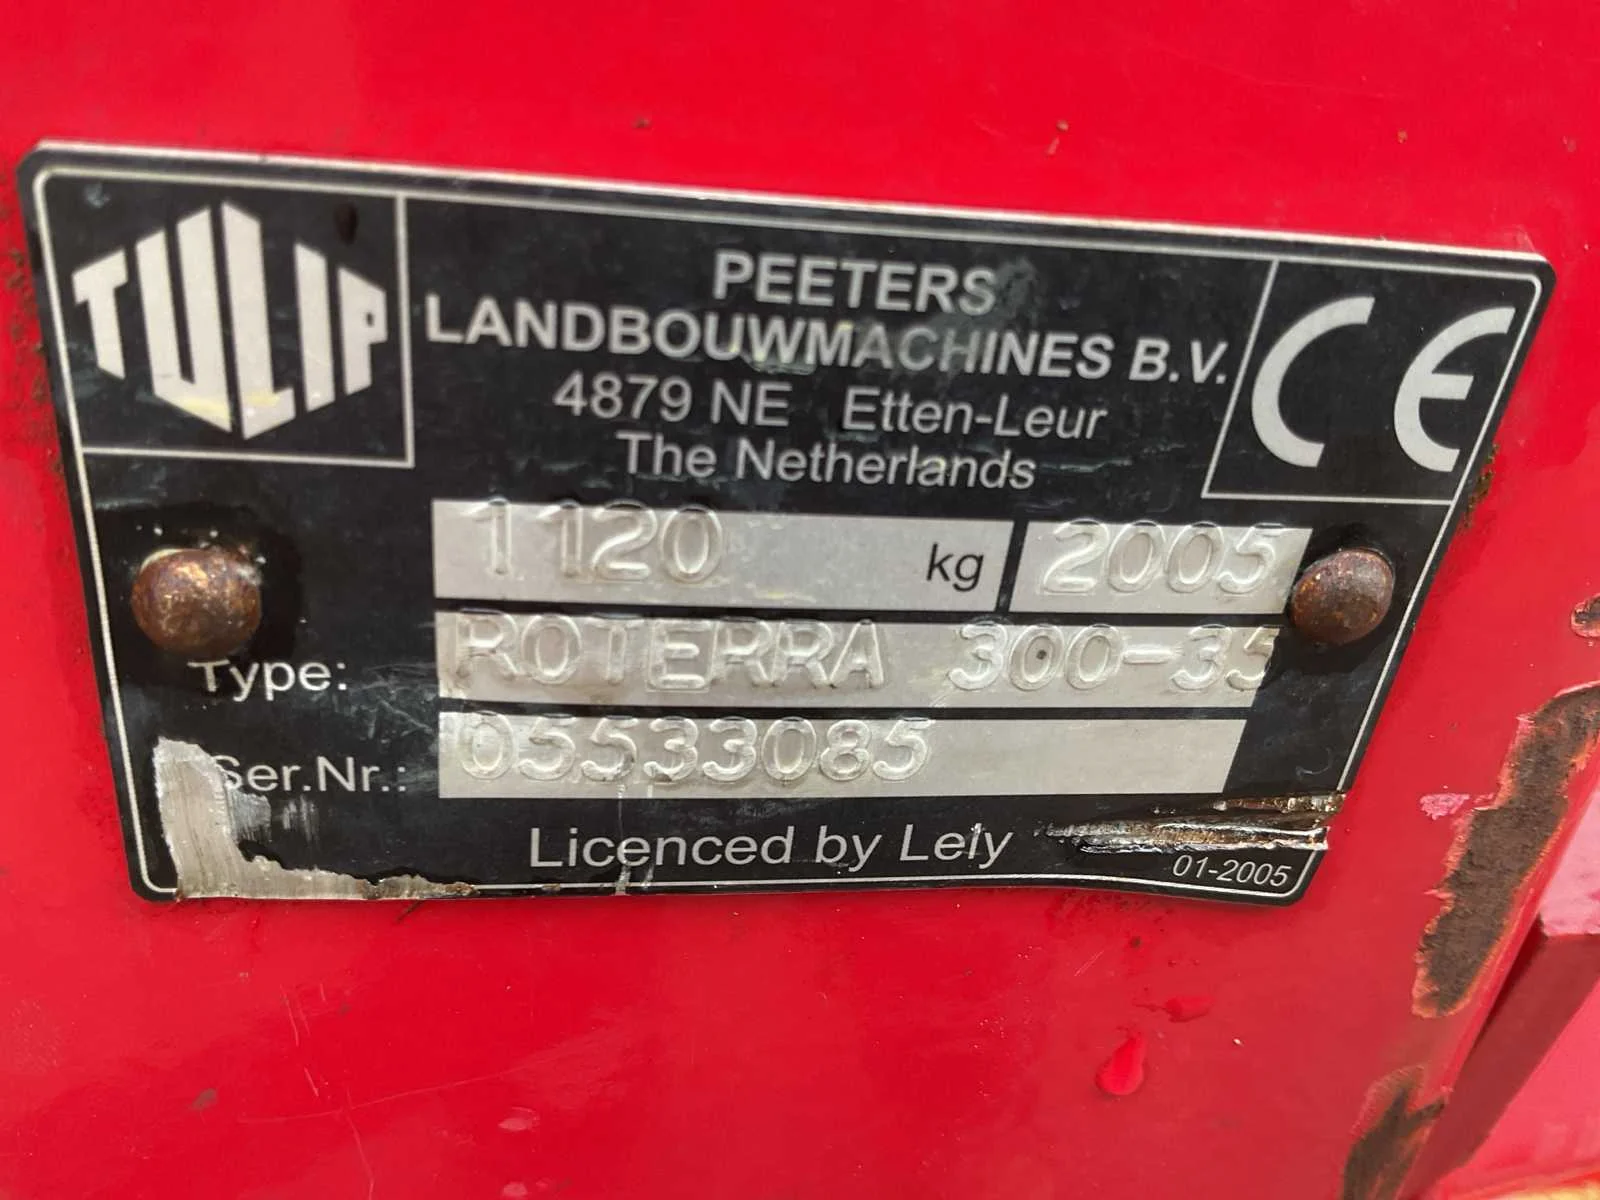 TULIP
PEETERS
LANDBOUWMACHINES B.V.
4879 NE Etten-Leur
The Netherlands
CE
1120 kg 2005
Type: ROTERRA 300-35
Ser.Nr.: 05533085
Licenced by Lely
01-2005